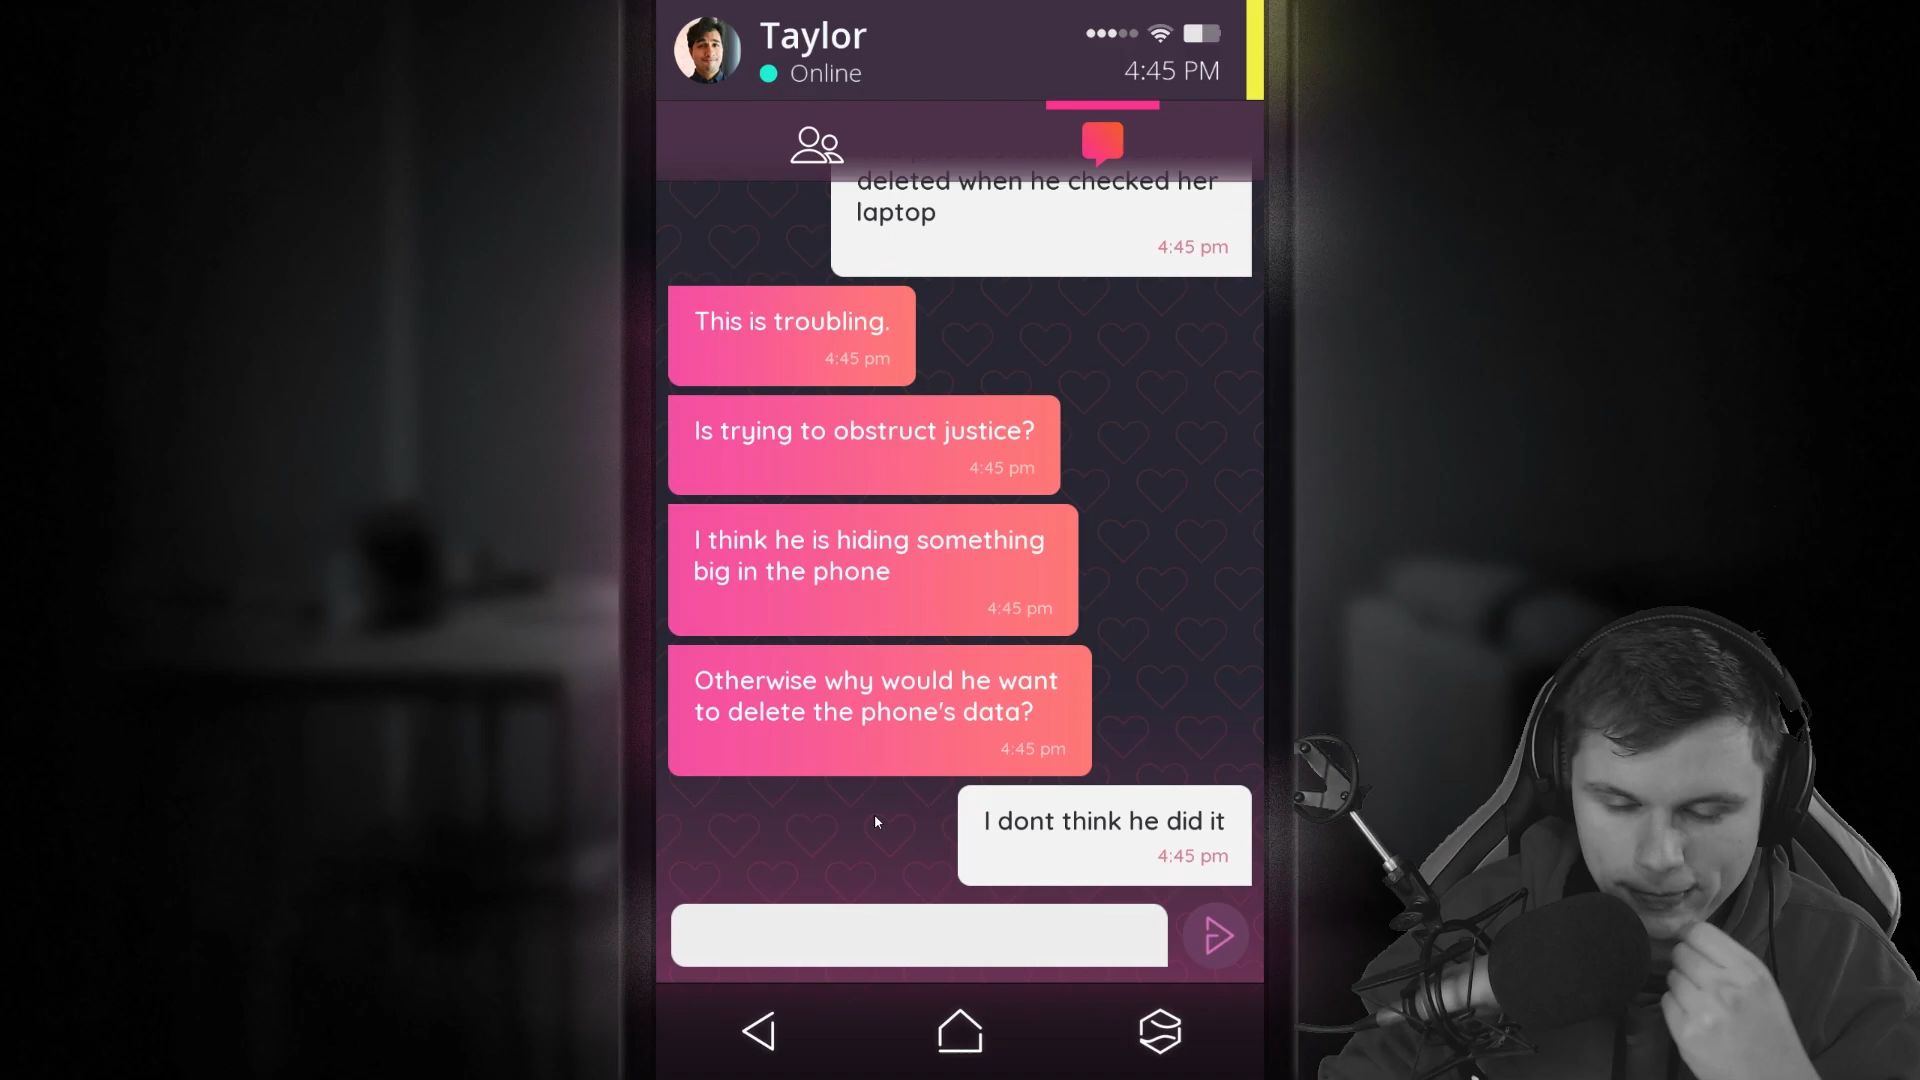 Taylor
Online
4:45 PM
deleted when he checked her
laptop
4:45 pm
This is troubling.
4:45 pm
Is trying to obstruct justice?
4:45 pm
I think he is hiding something
big in the phone
4:45 pm
Otherwise why would he want
to delete the phone's data?
4:45 pm
I dont think he did it
4:45 pm